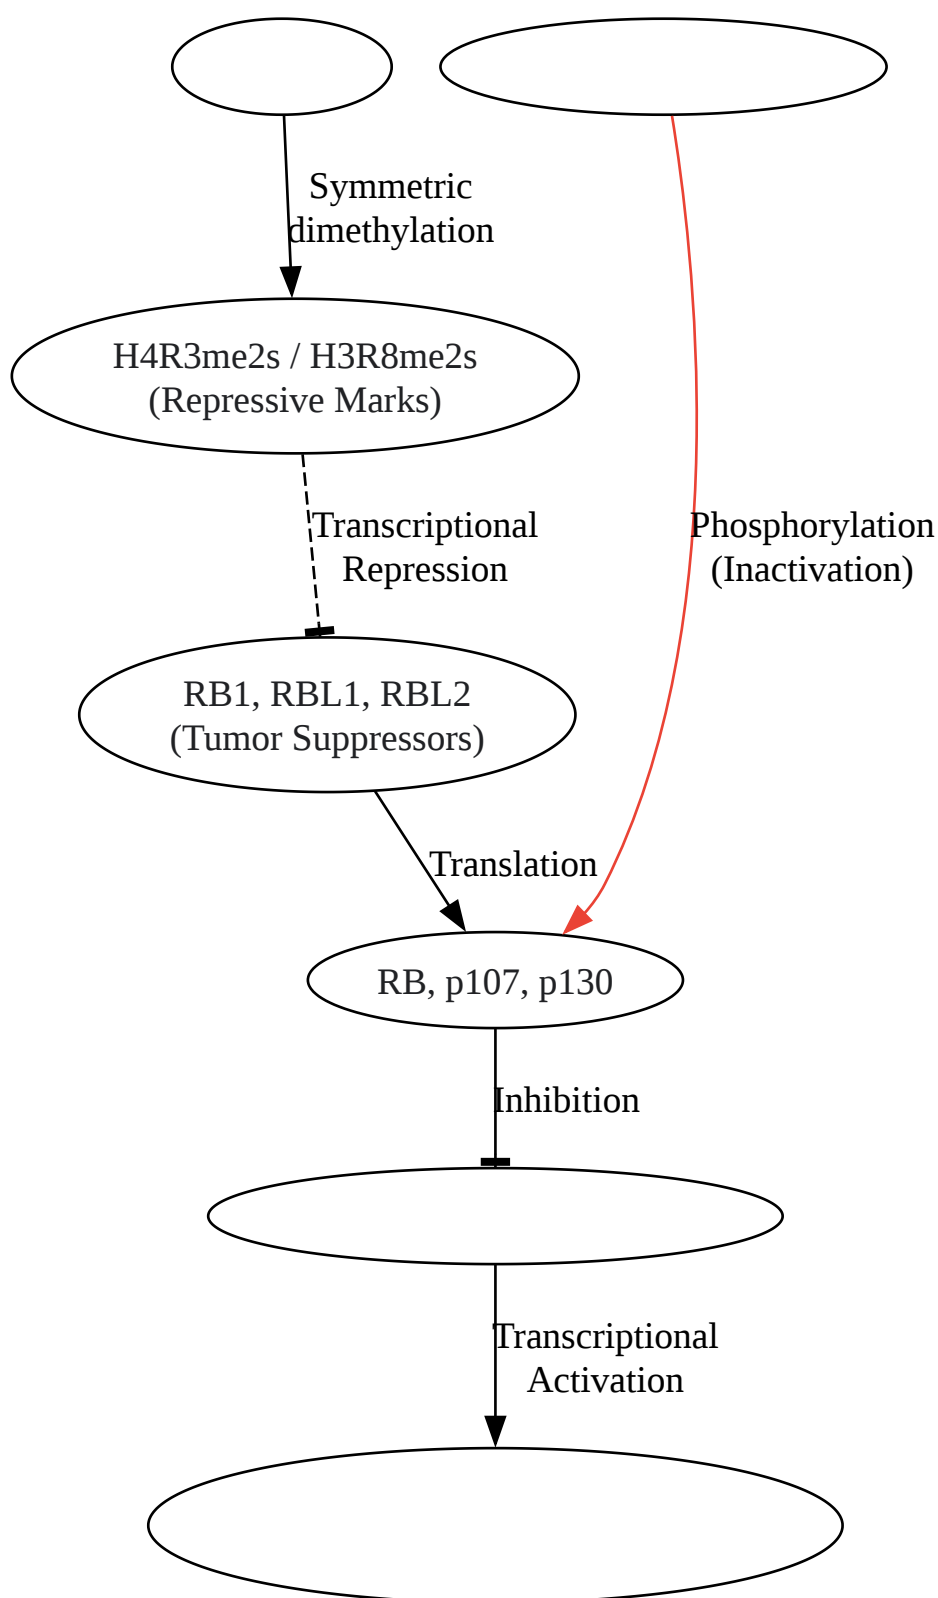 Symmetric
dimethylation
H4R3me2s / H3R8me2s
(Repressive Marks)
Transcriptional
Repression
Phosphorylation
(Inactivation)
RB1, RBL1, RBL2
(Tumor Suppressors)
Translation
RB, p107, p130
Inhibition
Transcriptional
Activation